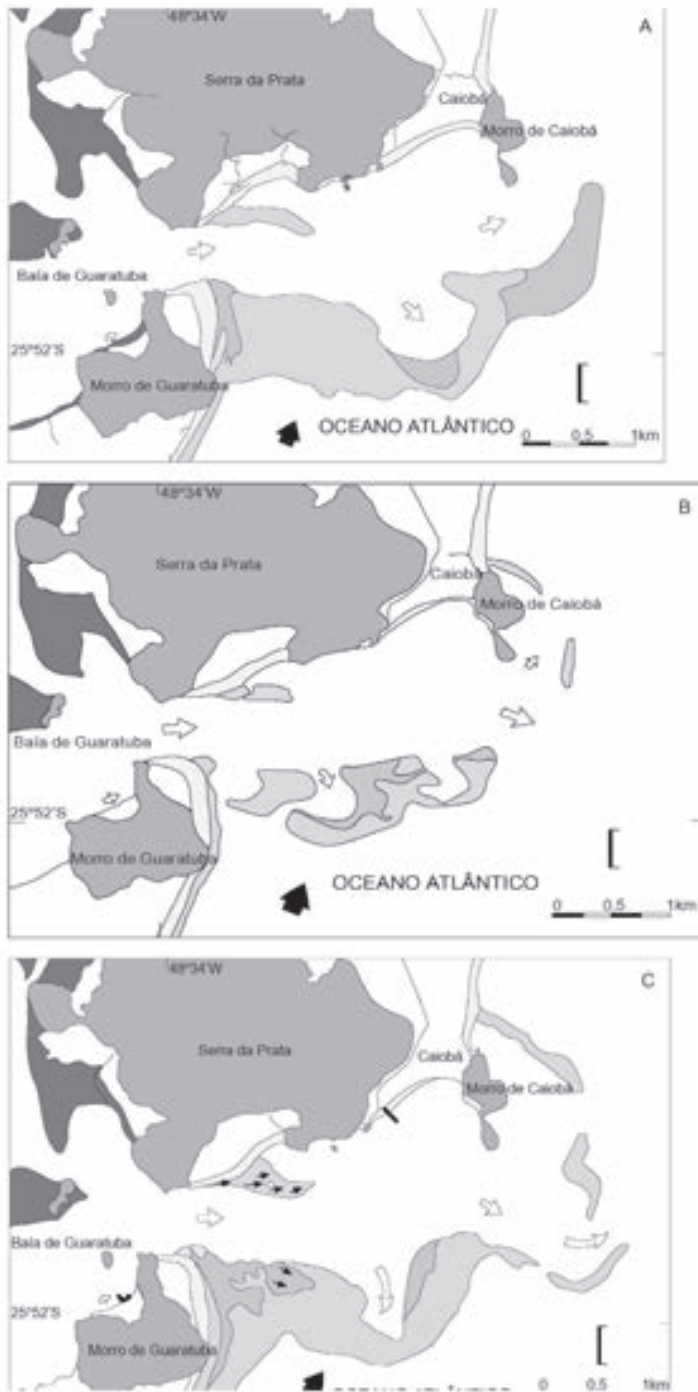 48°34'W
A
Serra da Prata
Caiobá
Morro de Caiobá
Baía de Guaratuba
25°52'S
Morro de Guaratuba
OCEANO ATLÂNTICO
0 0.5 1km
48°34'W
B
Serra da Prata
Caiobá
Morro de Caiobá
Baía de Guaratuba
25°52'S
Morro de Guaratuba
OCEANO ATLÂNTICO
0 0.5 1km
48°34'W
C
Serra da Prata
Caiobá
Morro de Caiobá
Baía de Guaratuba
25°52'S
Morro de Guaratuba
OCEANO ATLÂNTICO
0 0.5 1km